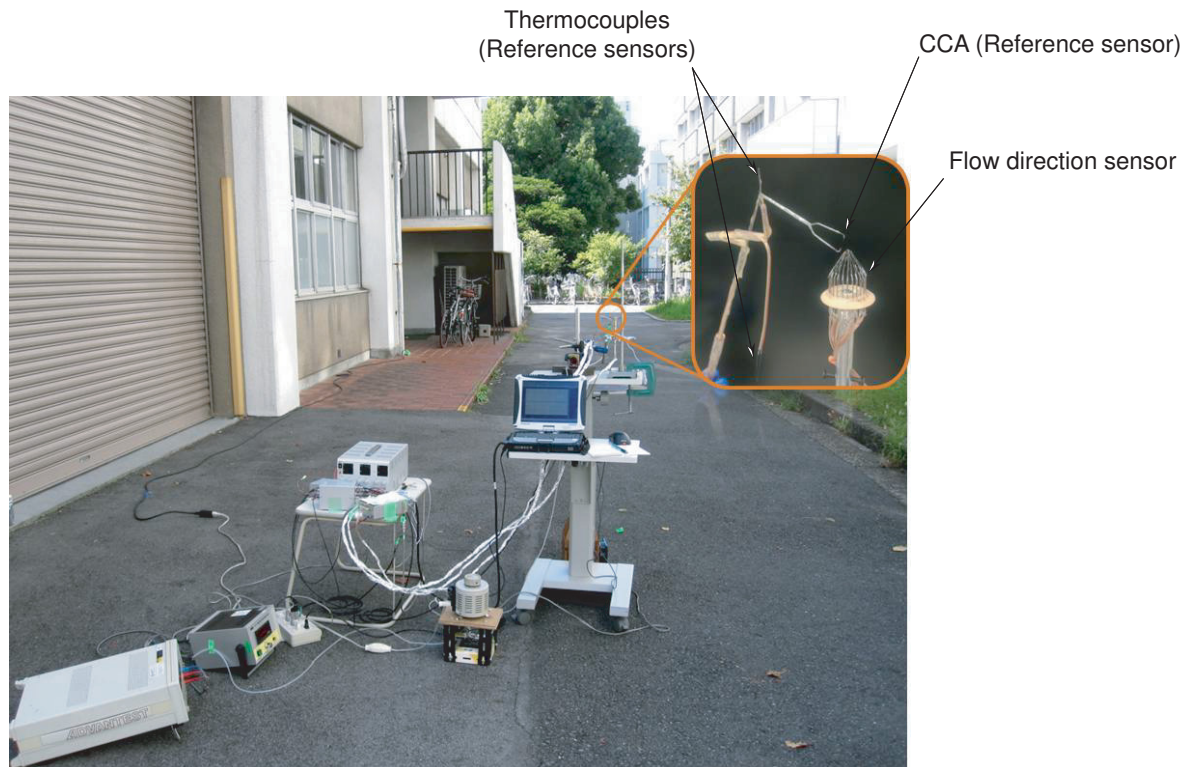 Thermocouples
(Reference sensors)
CCA (Reference sensor)
Flow direction sensor
ADVANTEST